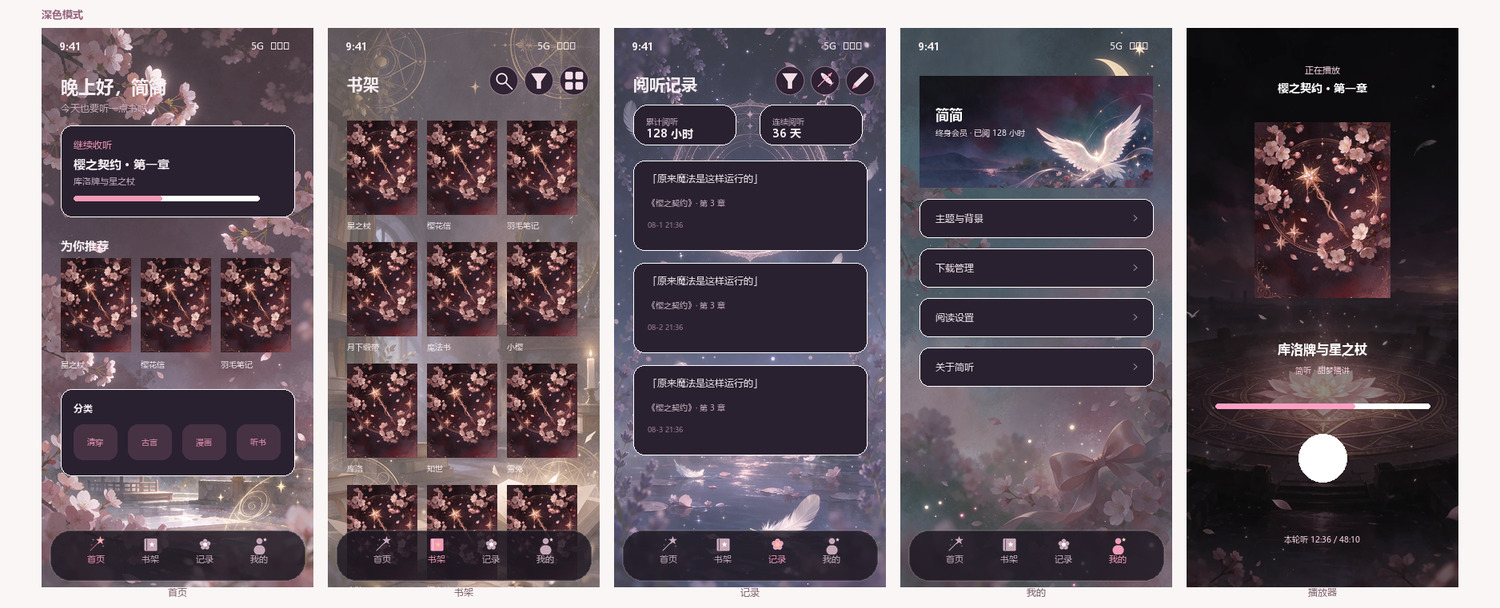 深色模式
9:41 5G
晚上好，简简
今天也要听一点书
继续收听
樱之契约·第一章
库洛牌与星之杖
为你推荐
星之杖 樱花信 羽毛笔记
分类
清穿 古言 漫画 听书
首页 书架 记录 我的
首页
9:41 5G
书架
星之杖 樱花信 羽毛笔记
月下缎带 魔法书 小樱
库洛 知世 雪兔
首页 书架 记录 我的
书架
9:41 5G
阅听记录
累计阅听
128 小时
连续阅听
36 天
「原来魔法是这样运行的」
《樱之契约》· 第 3 章
08-1 21:36
「原来魔法是这样运行的」
《樱之契约》· 第 3 章
08-2 21:36
「原来魔法是这样运行的」
《樱之契约》· 第 3 章
08-3 21:36
首页 书架 记录 我的
记录
9:41 5G
简简
终身会员 · 已阅 128 小时
主题与背景
下载管理
阅读设置
关于简听
首页 书架 记录 我的
我的
正在播放
樱之契约·第一章
库洛牌与星之杖
简听 · 甜梦随讲
本轮听 12:36 / 48:10
播放器